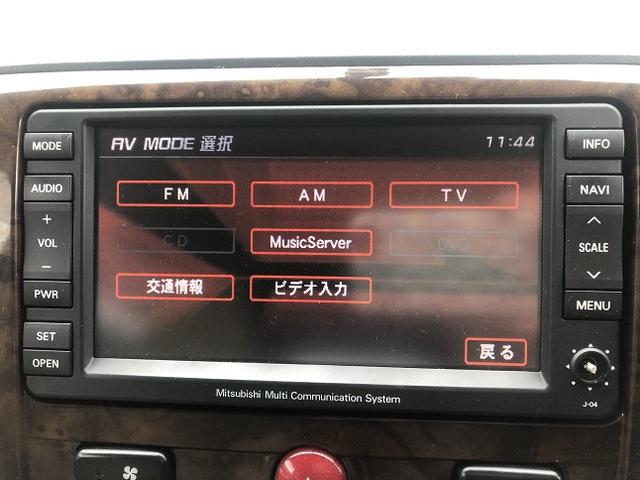 MODE
AUDIO
+
VOL
−
PWR
SET
OPEN
AV MODE 選択
11:44
FM
AM
TV
CD
MusicServer
DVD
交通情報
ビデオ入力
戻る
INFO
NAVI
SCALE
MENU
J-04
Mitsubishi Multi Communication System